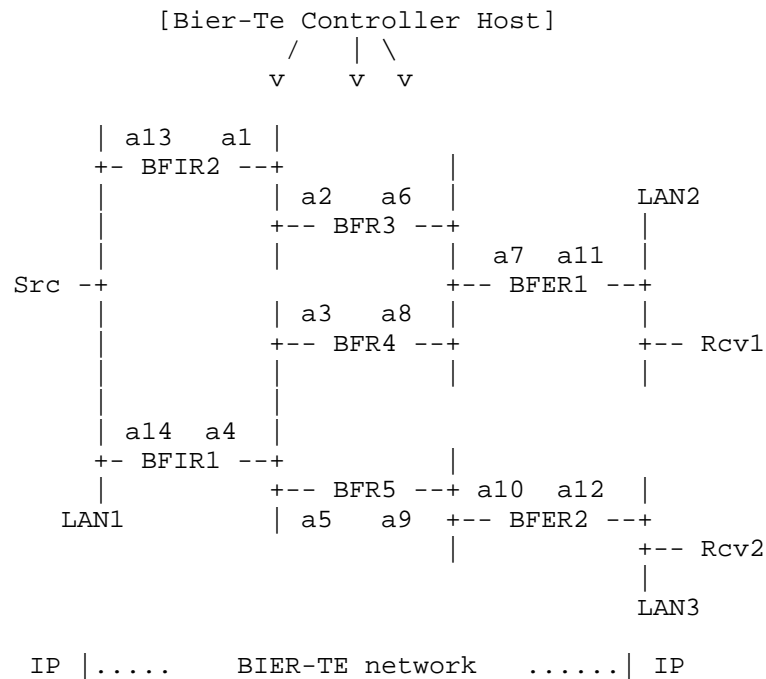 [Bier-Te Controller Host]
/ | \
v v v
| a13 a1 |
+- BFIR2 --+ |
| | a2 a6 | LAN2
| +-- BFR3 --+ |
| | | a7 a11 |
Src -+ +-- BFER1 --+
| | a3 a8 | |
| +-- BFR4 --+ +-- Rcv1
| | | |
| |
| a14 a4 |
+- BFIR1 --+ |
| +-- BFR5 --+ a10 a12 |
LAN1 | a5 a9 +-- BFER2 --+
| +-- Rcv2
|
LAN3
IP |..... BIER-TE network ......| IP